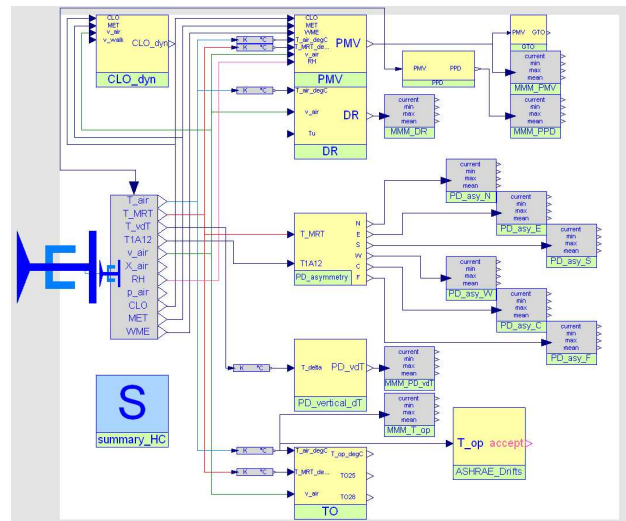 CLO
MET
v_air
v_walk
CLO_dyn
CLO_dyn
CLO
MET
WME
T_air_degC
T_MRT_de...
v_air
RH
PMV
PMV
K °C
K °C
PMV GTO
GTO
current
min
max
mean
MMM_PMV
PMV PPD
PPD
current
min
max
mean
MMM_PPD
K °C
T_air_degC
v_air
Tu
DR
DR
current
min
max
mean
MMM_DR
T_air
T_MRT
T_vdT
T1A12
v_air
X_air
RH
p_air
CLO
MET
WME
T_MRT
T1A12
N
E
S
W
C
F
PD_asymmetry
current
min
max
mean
PD_asy_N
current
min
max
mean
PD_asy_E
current
min
max
mean
PD_asy_S
current
min
max
mean
PD_asy_W
current
min
max
mean
PD_asy_C
current
min
max
mean
PD_asy_F
K °C
T_delta PD_vdT
PD_vertical_dT
current
min
max
mean
MMM_PD_vdT
current
min
max
mean
MMM_T_op
S
summary_HC
K °C
K °C
T_air_degC
T_MRT_de...
v_air
T_op_degC
TO25
TO26
TO
T_op accept
ASHRAE_Drifts